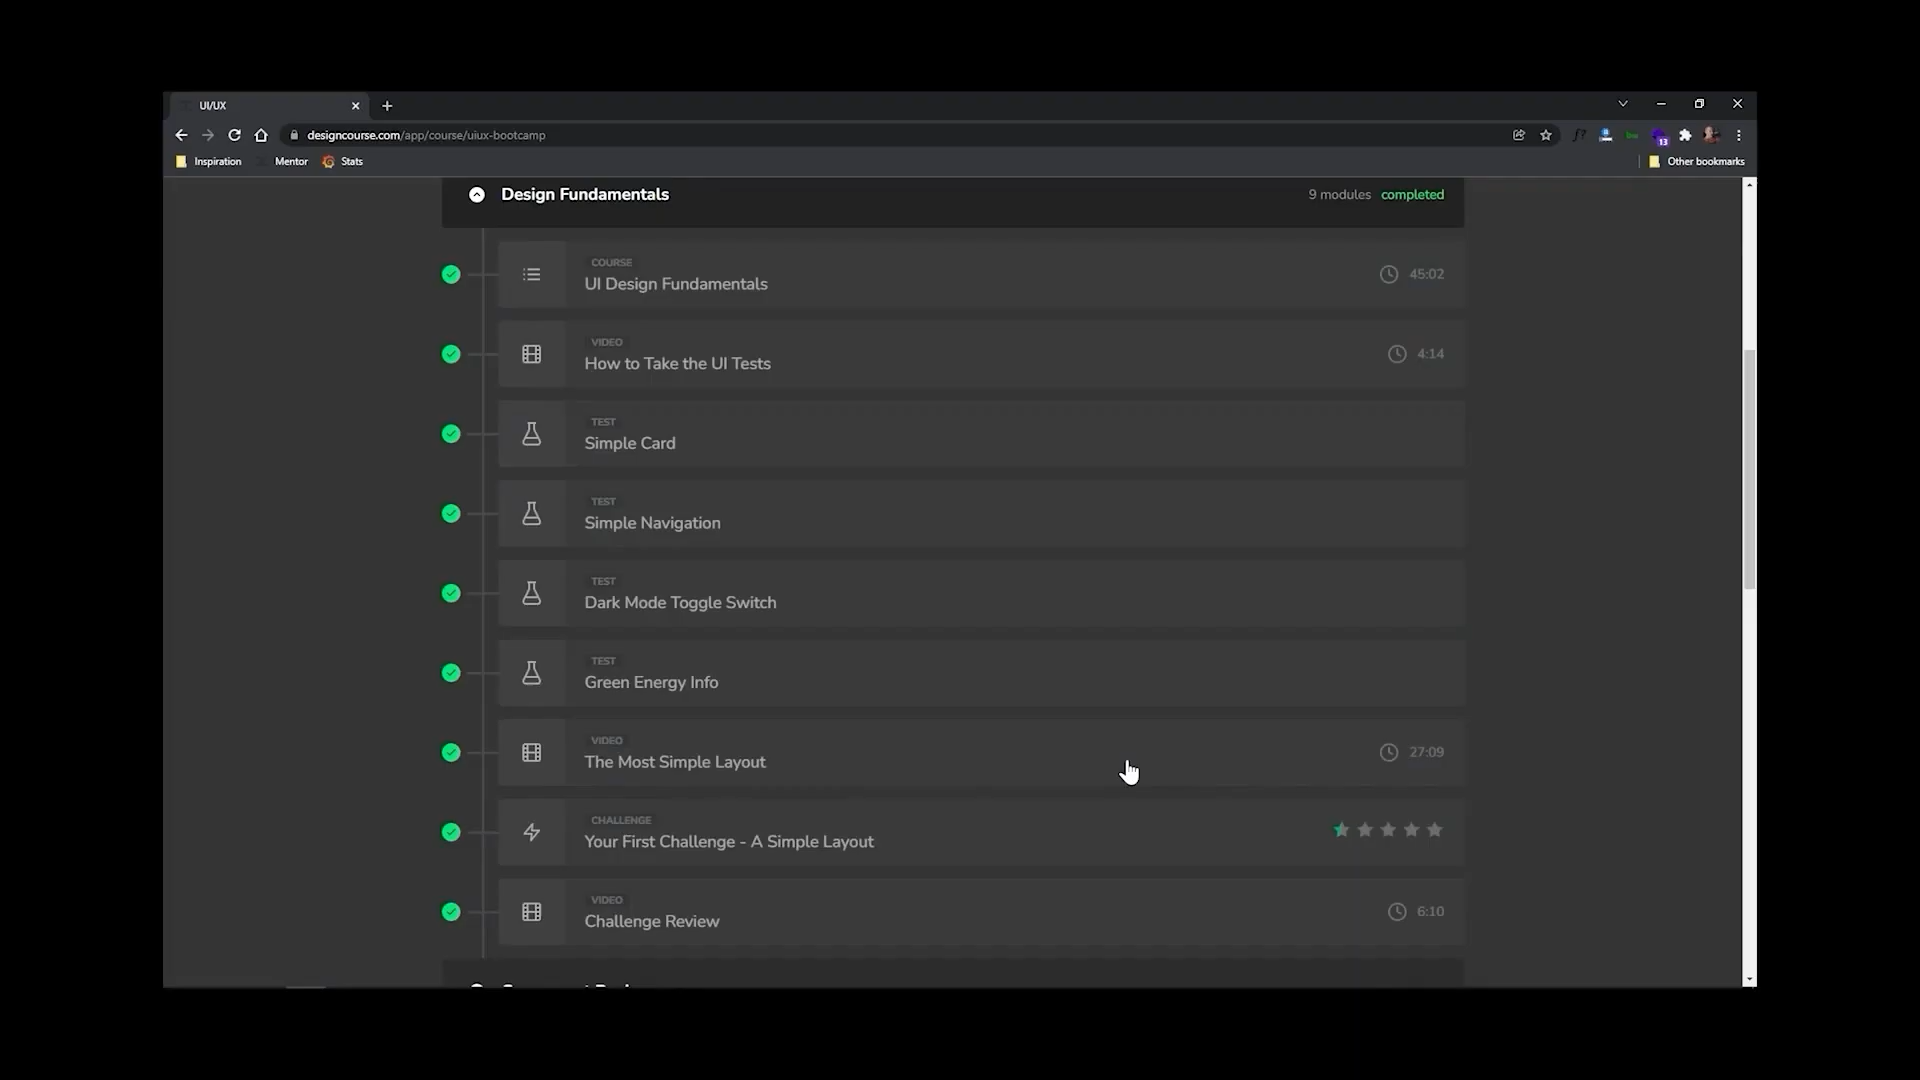 UI/UX
designcourse.com/app/course/uiux-bootcamp
13
Inspiration
Mentor
Stats
Other bookmarks
Design Fundamentals
9 modules completed
COURSE
UI Design Fundamentals
45:02
VIDEO
How to Take the UI Tests
4:14
TEST
Simple Card
TEST
Simple Navigation
TEST
Dark Mode Toggle Switch
TEST
Green Energy Info
VIDEO
The Most Simple Layout
27:09
CHALLENGE
Your First Challenge - A Simple Layout
VIDEO
Challenge Review
6:10